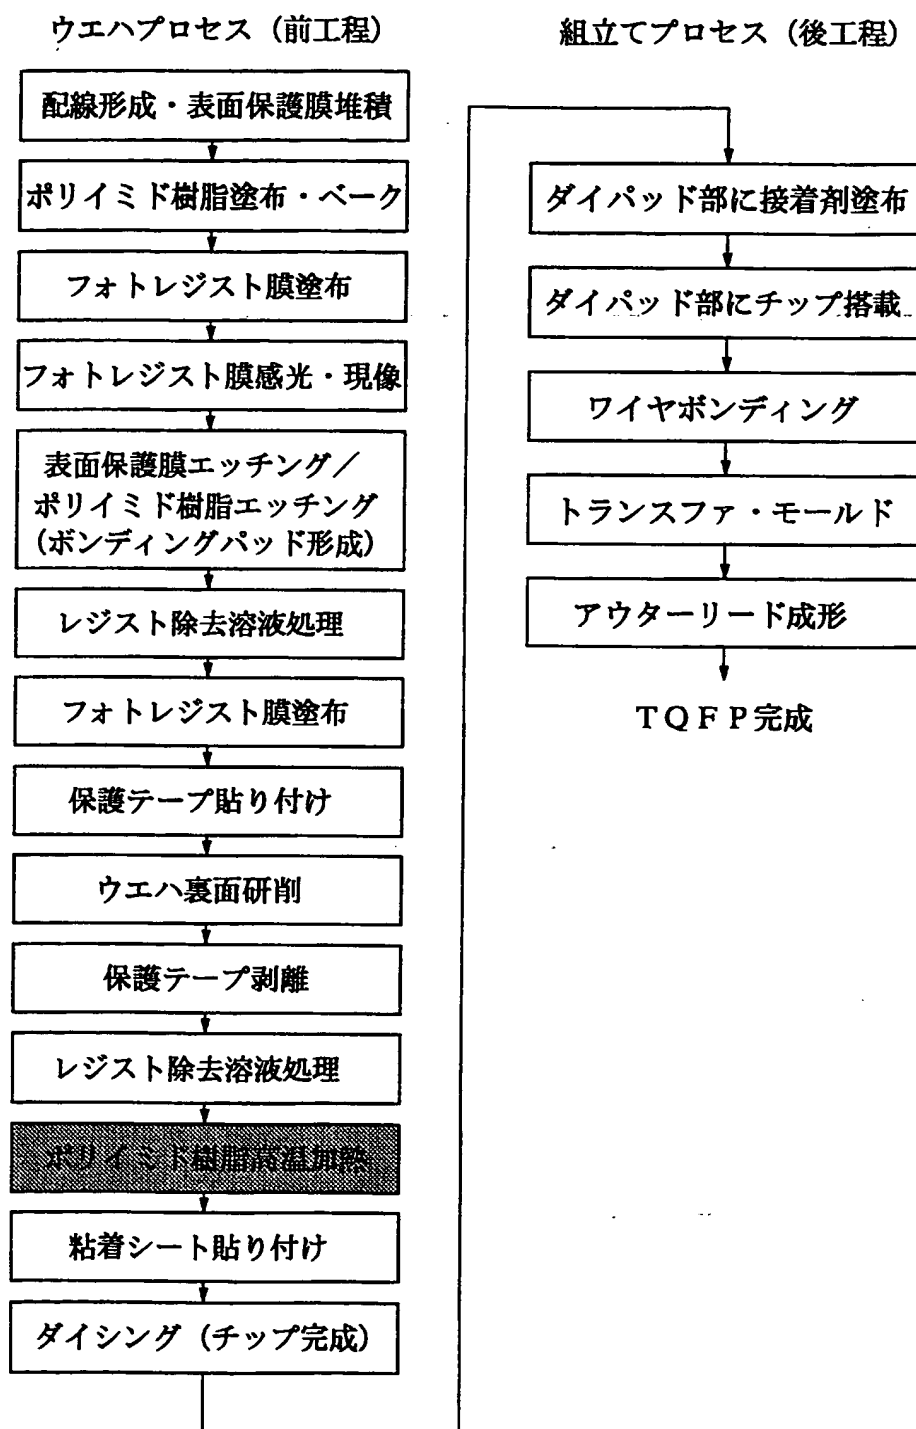 ウエハプロセス（前工程）
配線形成・表面保護膜堆積
ポリイミド樹脂塗布・ベーク
フォトレジスト膜塗布
フォトレジスト膜感光・現像
表面保護膜エッチング／
ポリイミド樹脂エッチング
（ボンディングパッド形成）
レジスト除去溶液処理
フォトレジスト膜塗布
保護テープ貼り付け
ウエハ裏面研削
保護テープ剥離
レジスト除去溶液処理
ポリイミド樹脂高温加熱
粘着シート貼り付け
ダイシング（チップ完成）
組立てプロセス（後工程）
ダイパッド部に接着剤塗布
ダイパッド部にチップ搭載
ワイヤボンディング
トランスファ・モールド
アウターリード成形
ＴＱＦＰ完成